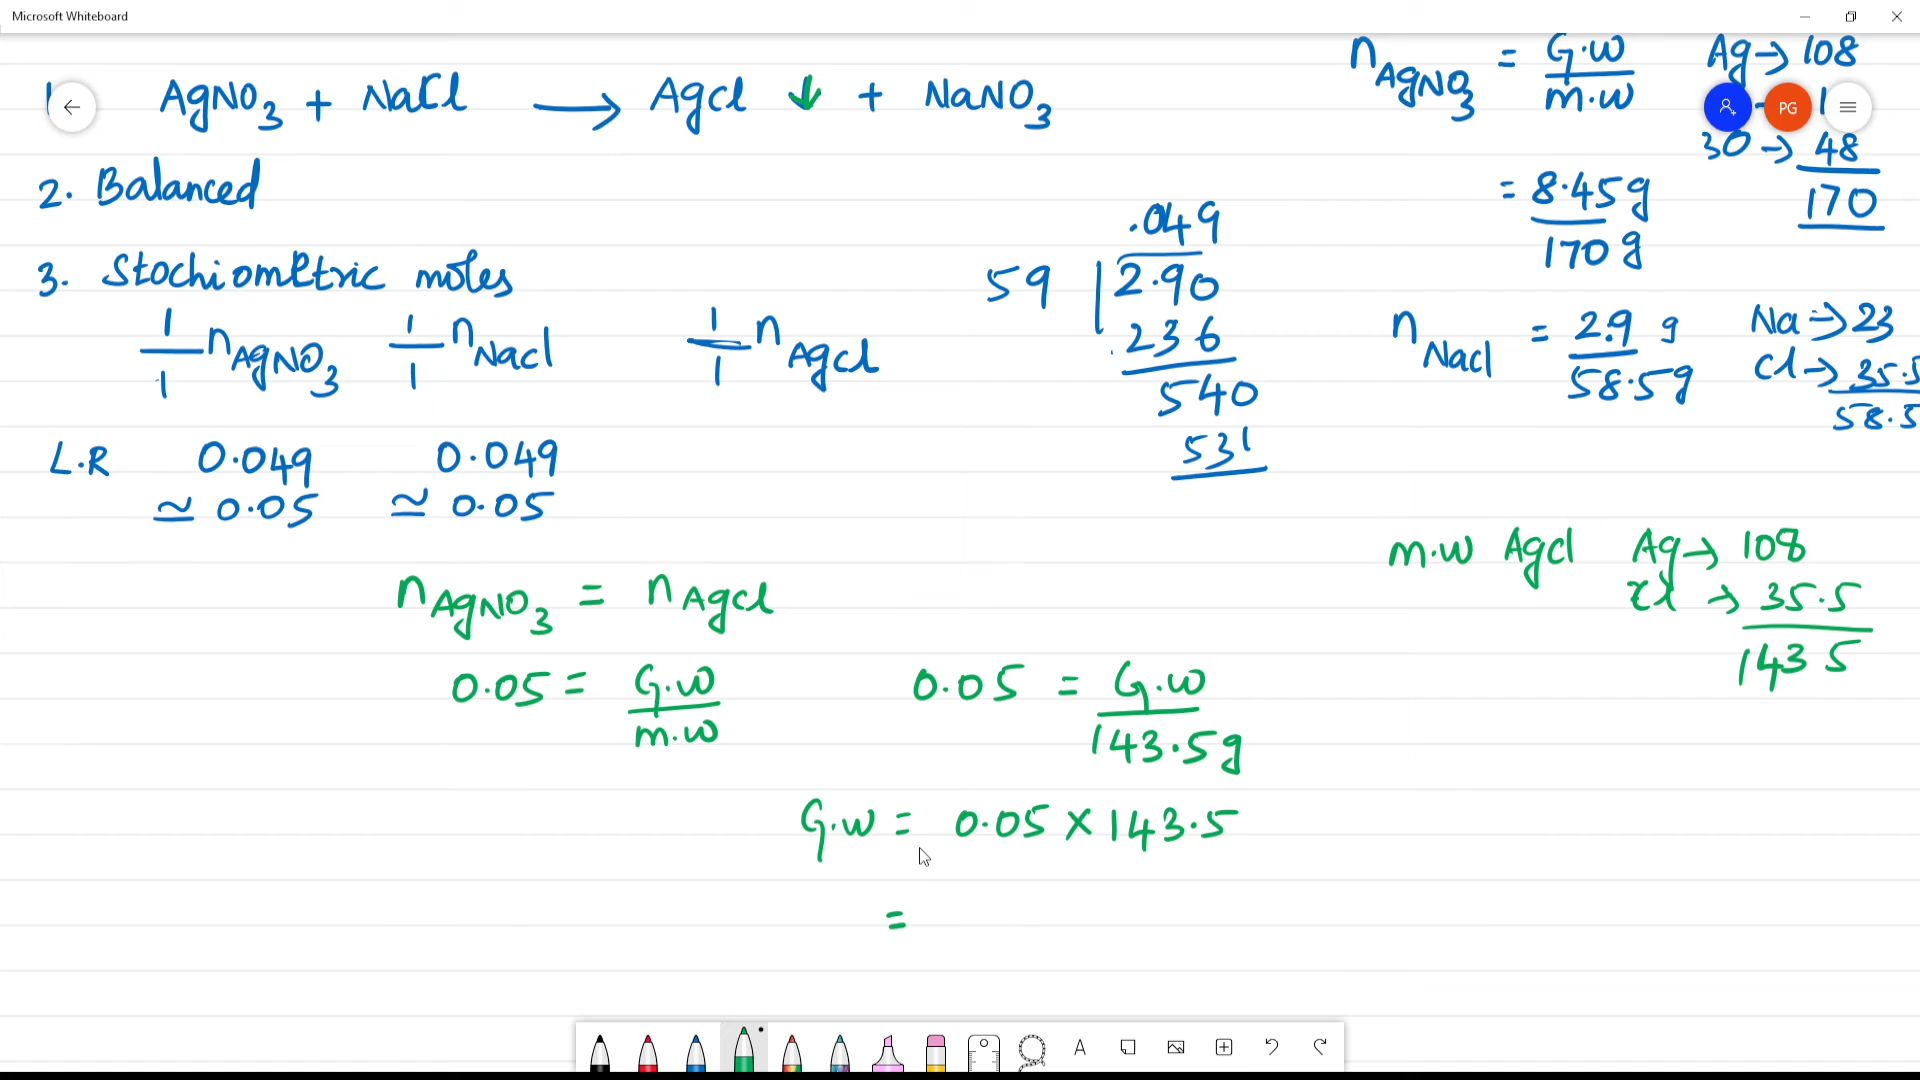 Microsoft Whiteboard
AgNO3 + NaCl → Agcl ↓ + NaNO3
2. Balanced
3. Stochiometric moles
1/1 nAgNO3 1/1 nNacl 1/1 nAgcl
L.R 0.049 0.049
≃ 0.05 ≃ 0.05
.049
59 | 2.90
.236
540
531
nAgNO3 = G.w/m.w
= 8.45g/170g
Ag → 108
30 → 48
170
nNacl = 2.9 g/58.5g
Na → 23
Cl → 35.5
58.5
PG
nAgNO3 = nAgcl
0.05 = G.w/m.w 0.05 = G.w/143.5g
G.w = 0.05 × 143.5
=
m.w Agcl Ag → 108
→ 35.5
143 5
A